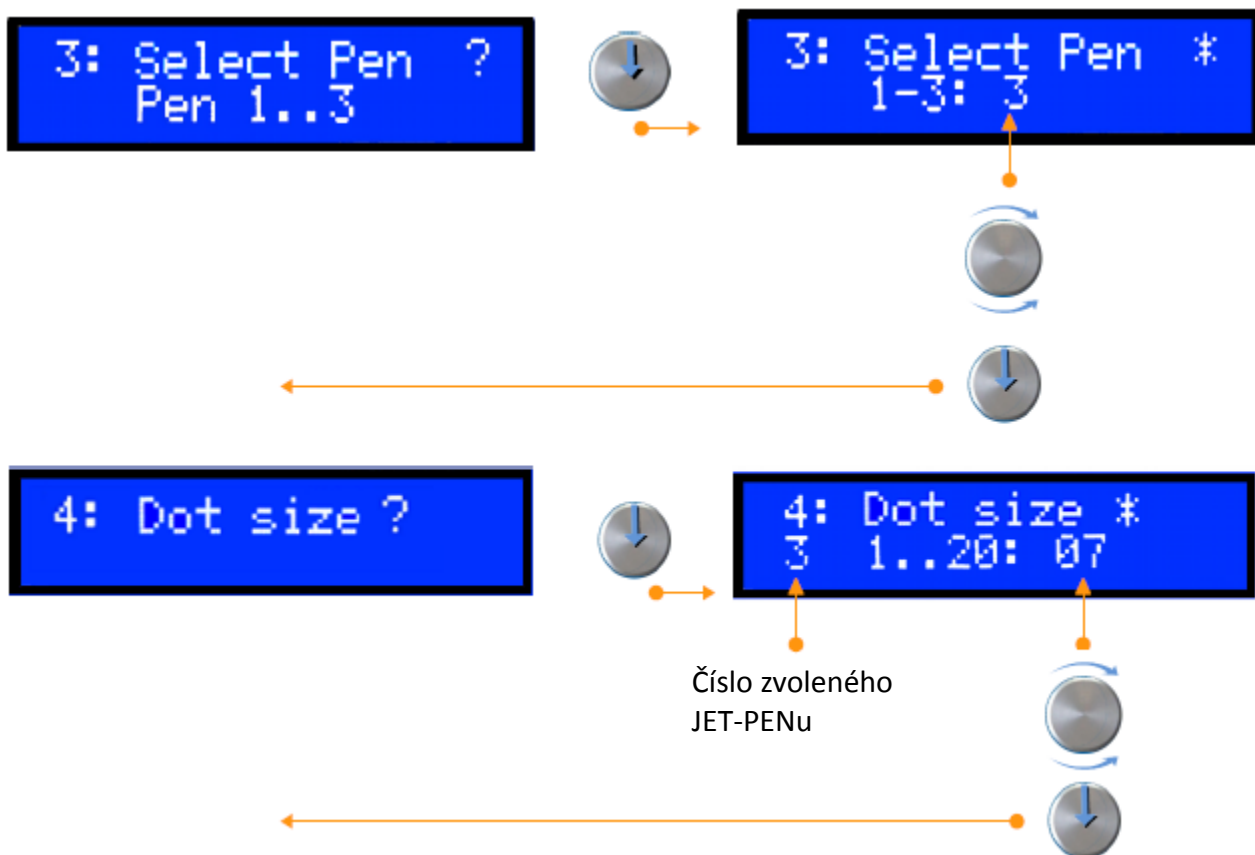 3: Select Pen ?
Pen 1..3
3: Select Pen *
1-3: 3
4: Dot size ?
4: Dot size *
3 1..20: 07
Číslo zvoleného
JET-PENu